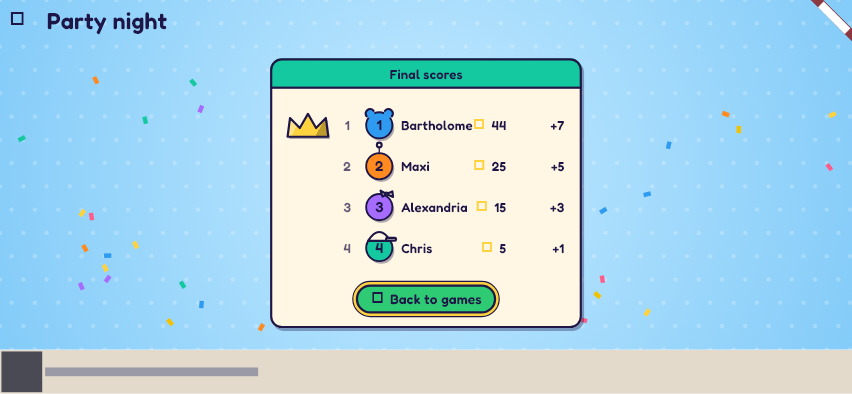 Party night
Final scores
1 1 Bartholome 44 +7
2 2 Maxi 25 +5
3 3 Alexandria 15 +3
4 4 Chris 5 +1
Back to games